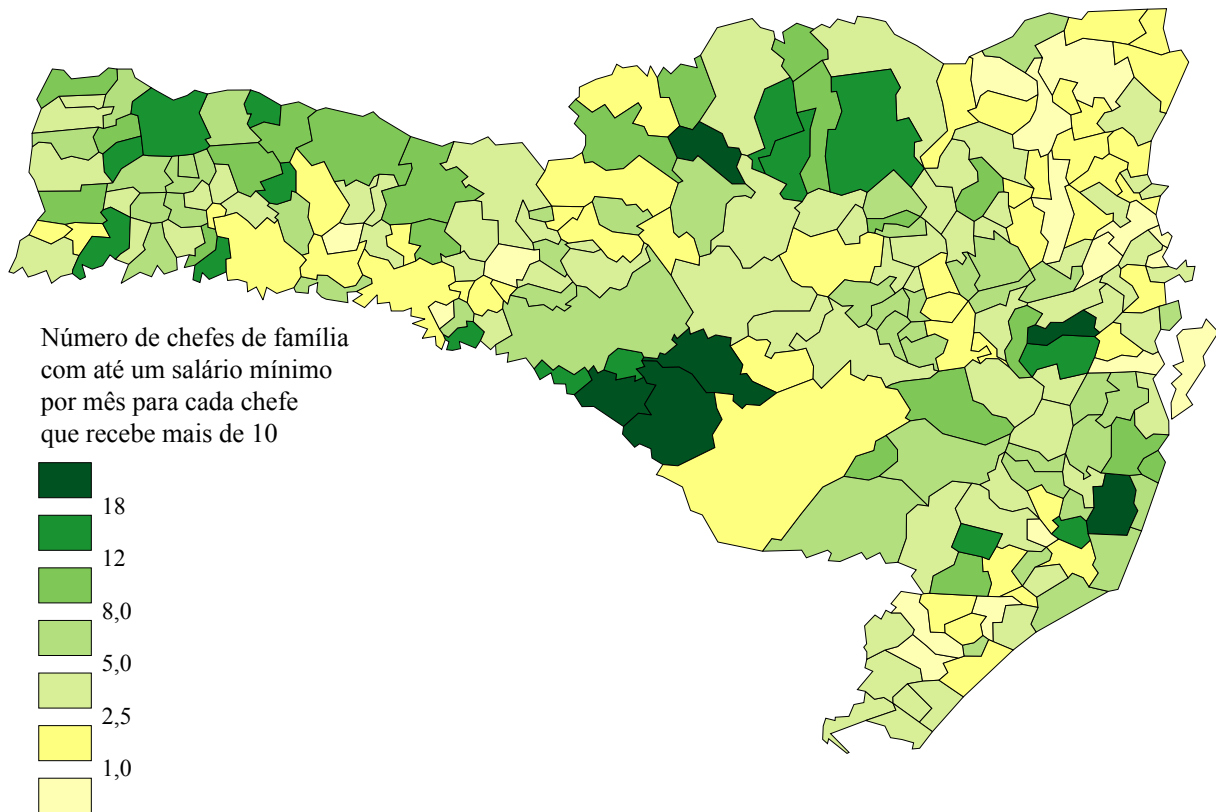 Número de chefes de família
com até um salário mínimo
por mês para cada chefe
que recebe mais de 10
18
12
8,0
5,0
2,5
1,0